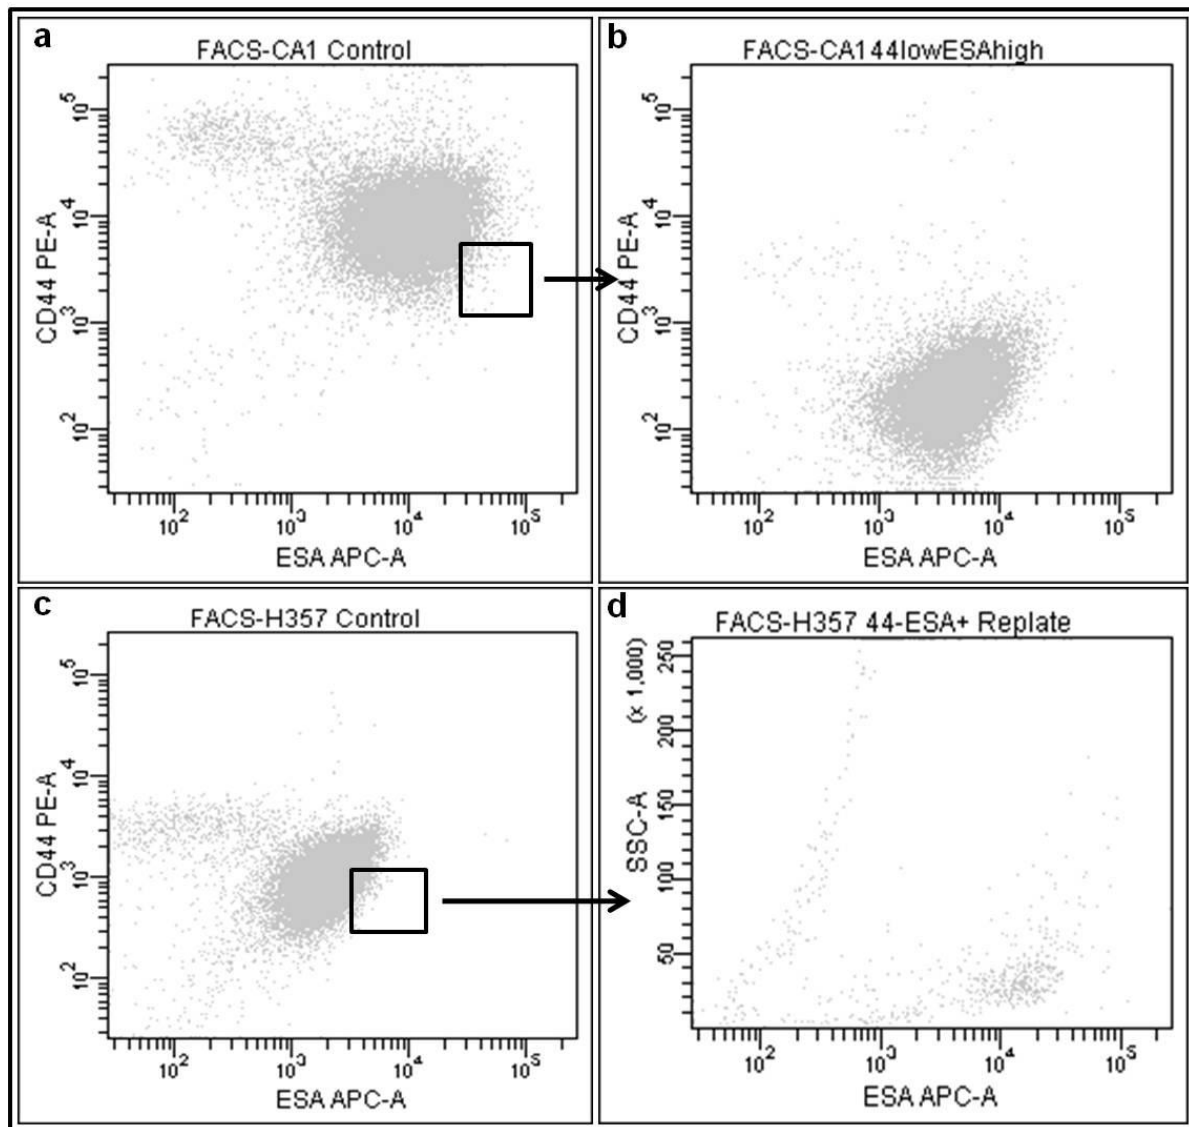 a
FACS-CA1 Control
10^5
10^4
10^3
10^2
CD44 PE-A
10^2 10^3 10^4 10^5
ESA APC-A
b
FACS-CA144lowESAhigh
10^5
10^4
10^3
10^2
CD44 PE-A
10^2 10^3 10^4 10^5
ESA APC-A
c
FACS-H357 Control
10^5
10^4
10^3
10^2
CD44 PE-A
10^2 10^3 10^4 10^5
ESA APC-A
d
FACS-H357 44-ESA+ Replate
(x 1,000)
250
200
150
100
50
SSC-A
10^2 10^3 10^4 10^5
ESA APC-A